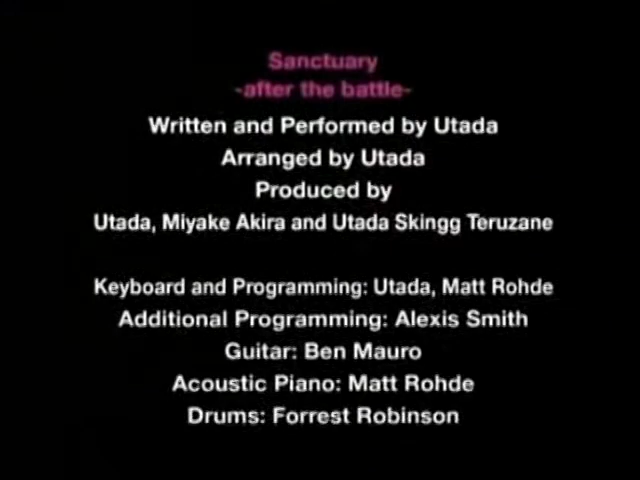 Sanctuary
-after the battle-
Written and Performed by Utada
Arranged by Utada
Produced by
Utada, Miyake Akira and Utada Skingg Teruzane
Keyboard and Programming: Utada, Matt Rohde
Additional Programming: Alexis Smith
Guitar: Ben Mauro
Acoustic Piano: Matt Rohde
Drums: Forrest Robinson